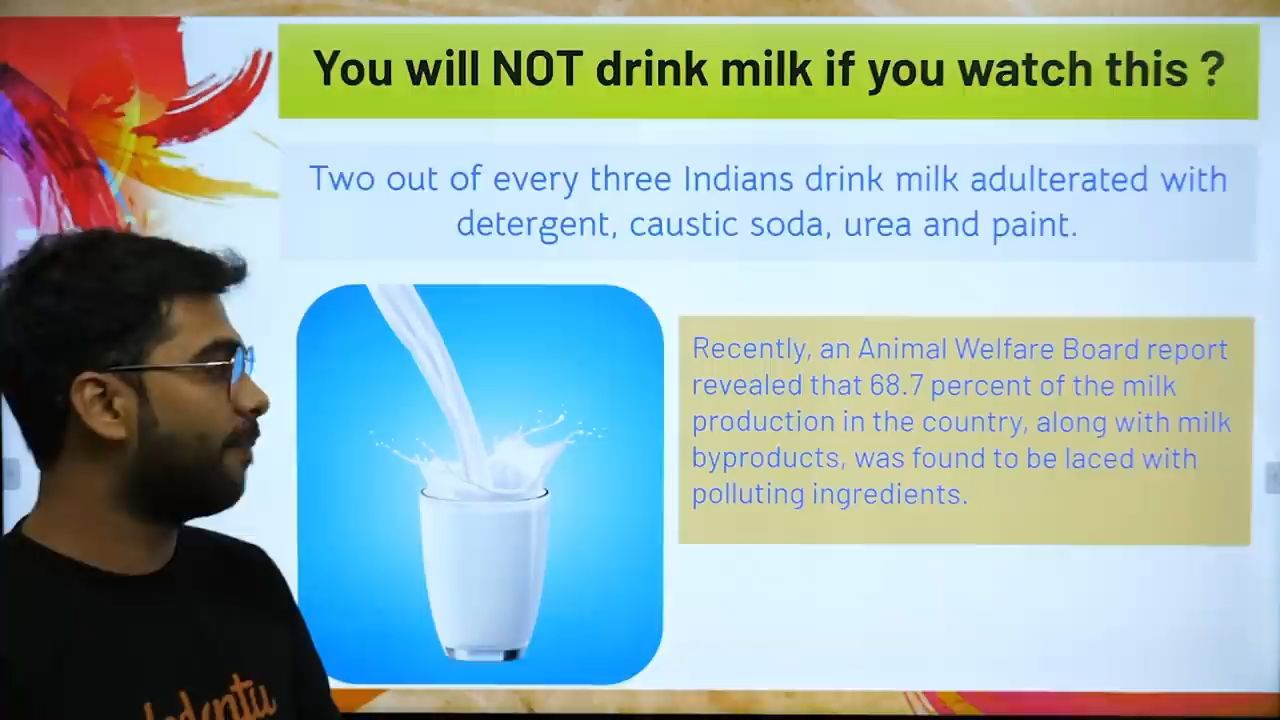 You will NOT drink milk if you watch this ?
Two out of every three Indians drink milk adulterated with
detergent, caustic soda, urea and paint.
Recently, an Animal Welfare Board report
revealed that 68.7 percent of the milk
production in the country, along with milk
byproducts, was found to be laced with
polluting ingredients.